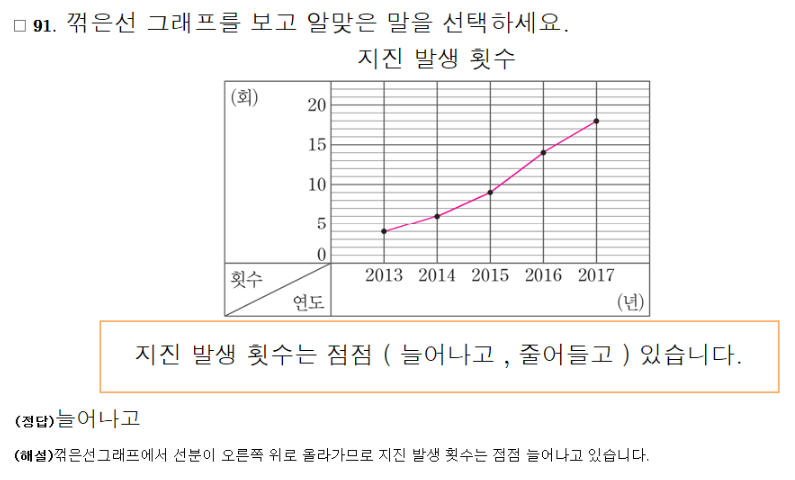 □ 91. 꺾은선 그래프를 보고 알맞은 말을 선택하세요.
지진 발생 횟수
(회)
20
15
10
5
0
횟수
연도
2013 2014 2015 2016 2017
(년)
지진 발생 횟수는 점점 ( 늘어나고 , 줄어들고 ) 있습니다.
(정답)늘어나고
(해설)꺾은선그래프에서 선분이 오른쪽 위로 올라가므로 지진 발생 횟수는 점점 늘어나고 있습니다.